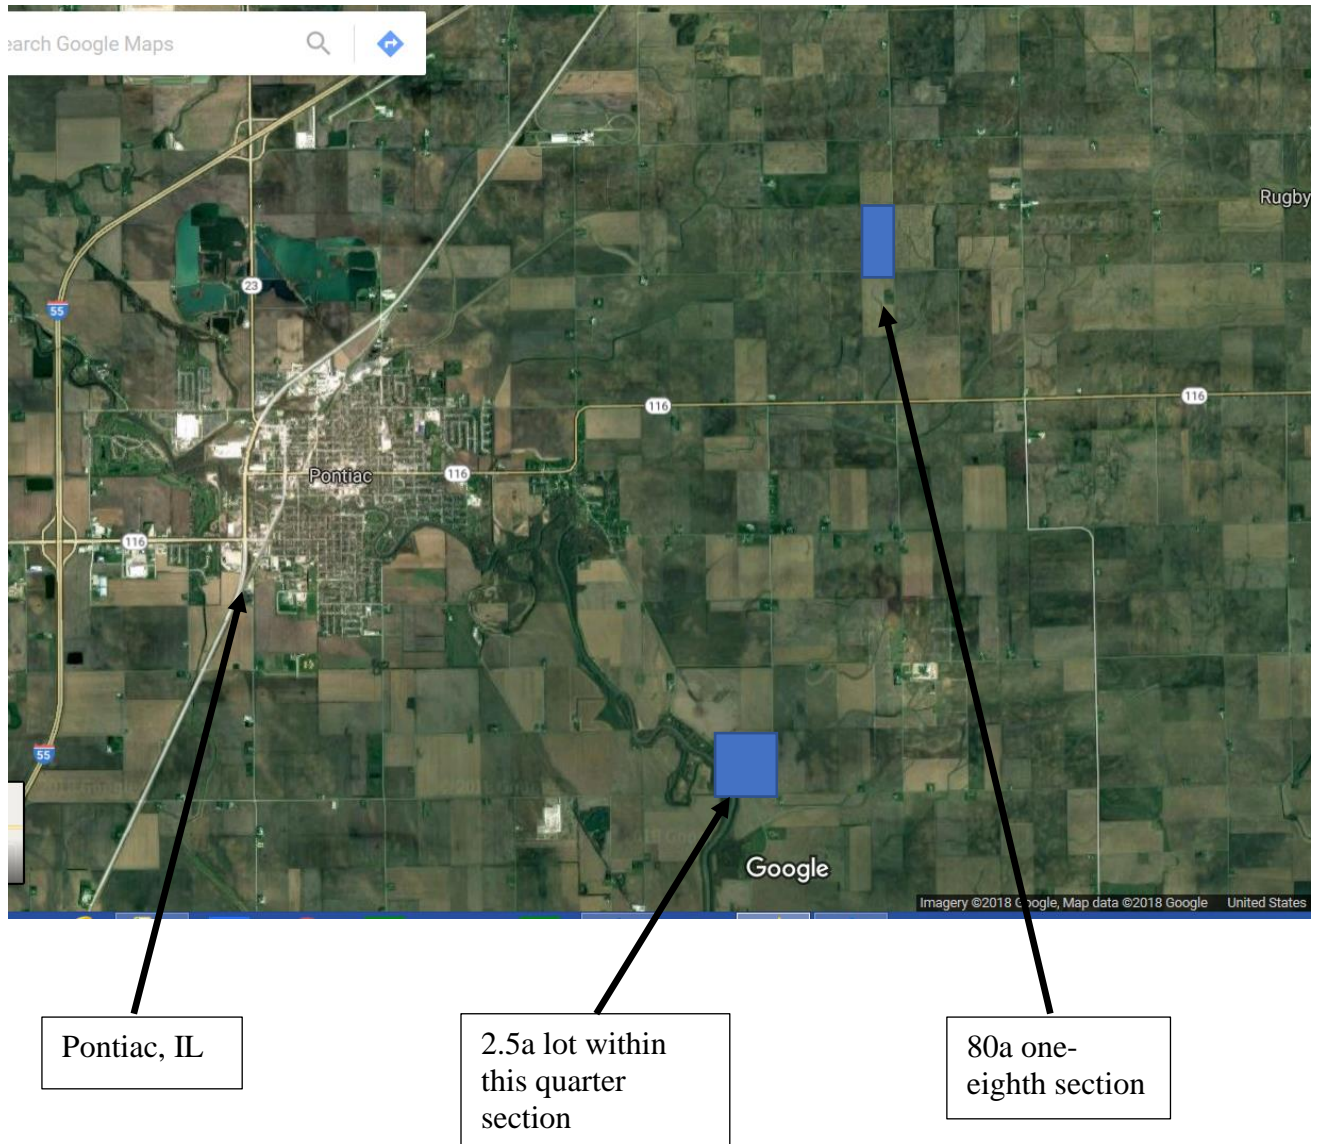 earch Google Maps
Rugby
23
55
116
116
Pontiac
116
116
55
Google
Imagery ©2018 Google, Map data ©2018 Google United States
Pontiac, IL
2.5a lot within
this quarter
section
80a one-
eighth section